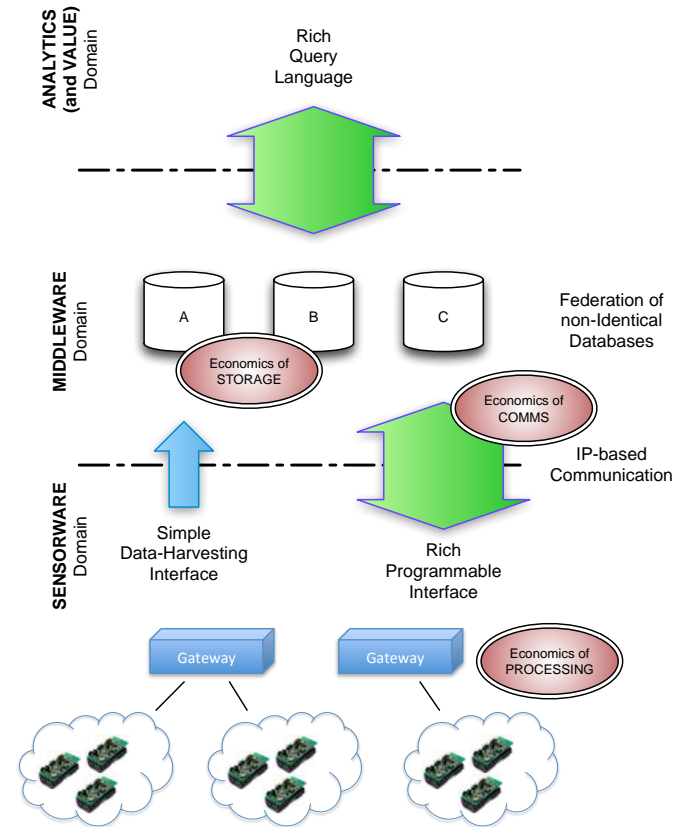 ANALYTICS
(and VALUE)
Domain
Rich
Query
Language
MIDDLEWARE
Domain
A
B
C
Federation of
non-Identical
Databases
Economics of
STORAGE
Economics of
COMMS
IP-based
Communication
SENSORWARE
Domain
Simple
Data-Harvesting
Interface
Rich
Programmable
Interface
Gateway
Gateway
Economics of
PROCESSING